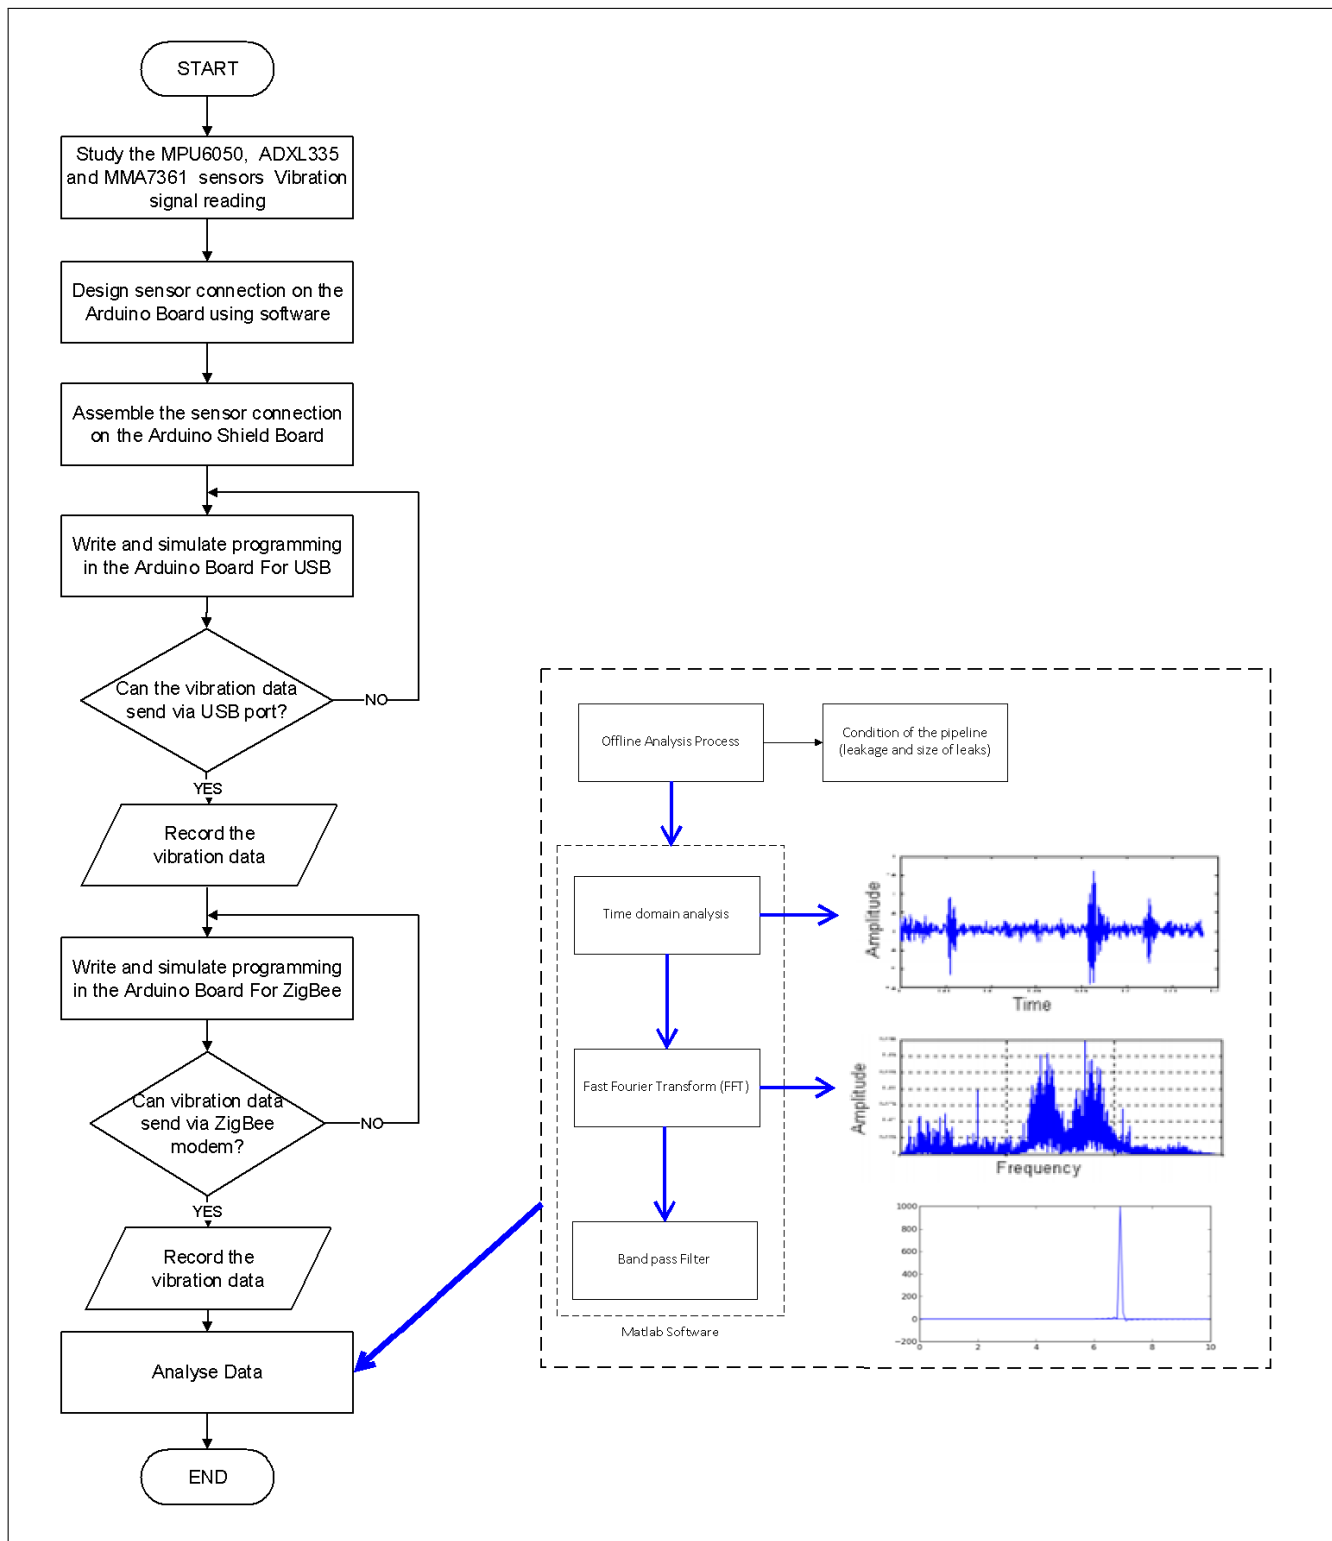 START
Study the MPU6050, ADXL335
and MMA7361 sensors Vibration
signal reading
Design sensor connection on the
Arduino Board using software
Assemble the sensor connection
on the Arduino Shield Board
Write and simulate programming
in the Arduino Board For USB
Can the vibration data
send via USB port?
NO
YES
Record the
vibration data
Write and simulate programming
in the Arduino Board For ZigBee
Can vibration data
send via ZigBee
modem?
NO
YES
Record the
vibration data
Analyse Data
END
Offline Analysis Process
Condition of the pipeline
(leakage and size of leaks)
Time domain analysis
Amplitude
Time
Fast Fourier Transform (FFT)
Amplitude
Frequency
Band pass Filter
Matlab Software
1000
800
600
400
200
0
-200
0
2
4
6
8
10